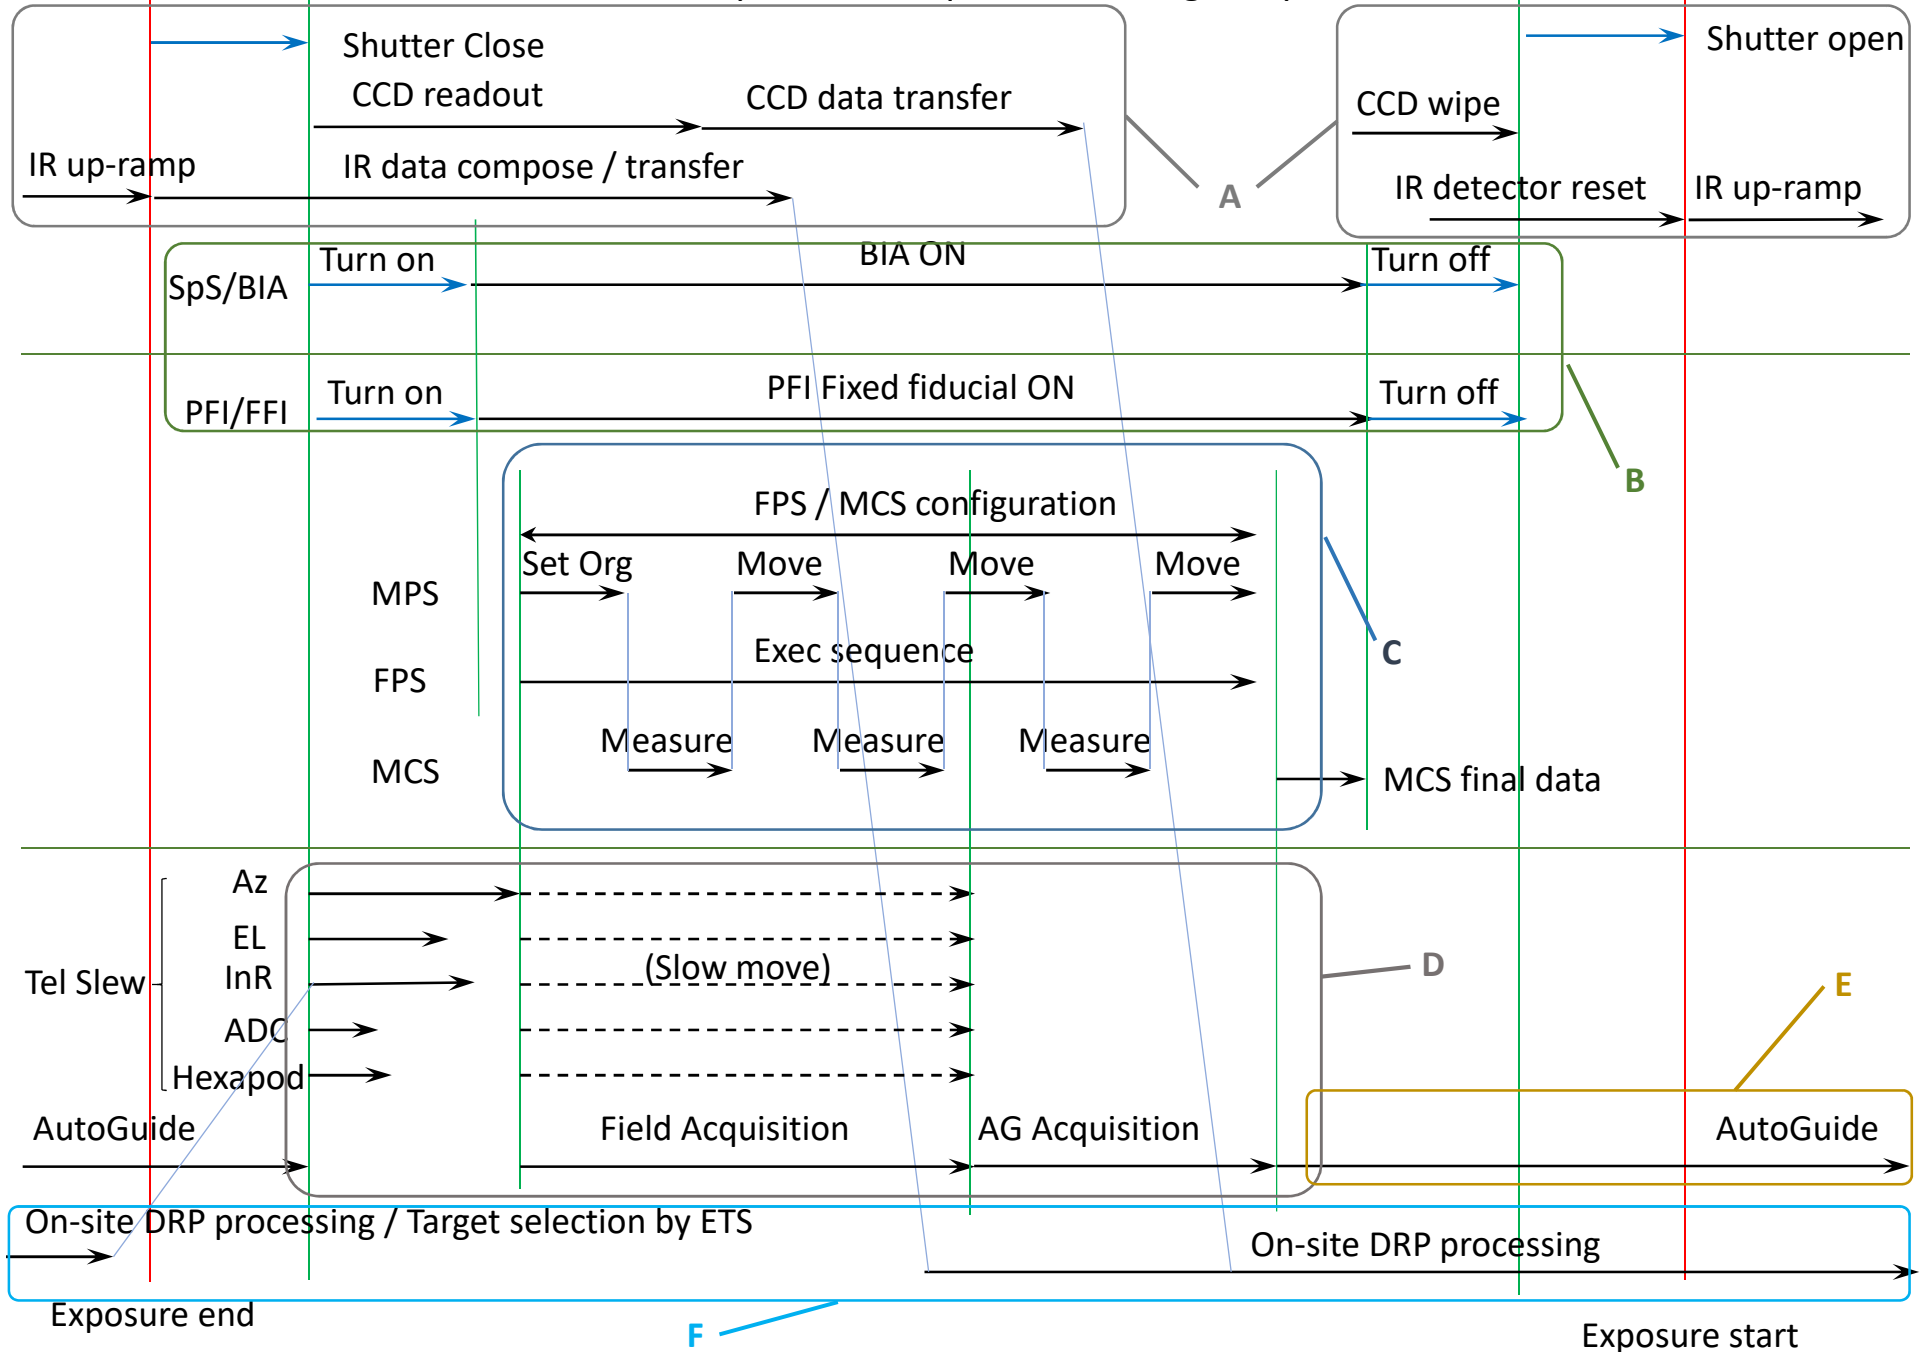 Shutter Close
Shutter open
CCD readout
CCD data transfer
CCD wipe
IR up-ramp
IR data compose / transfer
A
IR detector reset
IR up-ramp
Turn on
BIA ON
Turn off
SpS/BIA
Turn on
PFI Fixed fiducial ON
Turn off
PFI/FFI
B
FPS / MCS configuration
Set Org
Move
Move
Move
MPS
Exec sequence
C
FPS
Measure
Measure
Measure
MCS
MCS final data
Az
EL
(Slow move)
D
Tel Slew
InR
E
ADC
Hexapod
AutoGuide
Field Acquisition
AG Acquisition
AutoGuide
On-site DRP processing / Target selection by ETS
On-site DRP processing
Exposure end
F
Exposure start